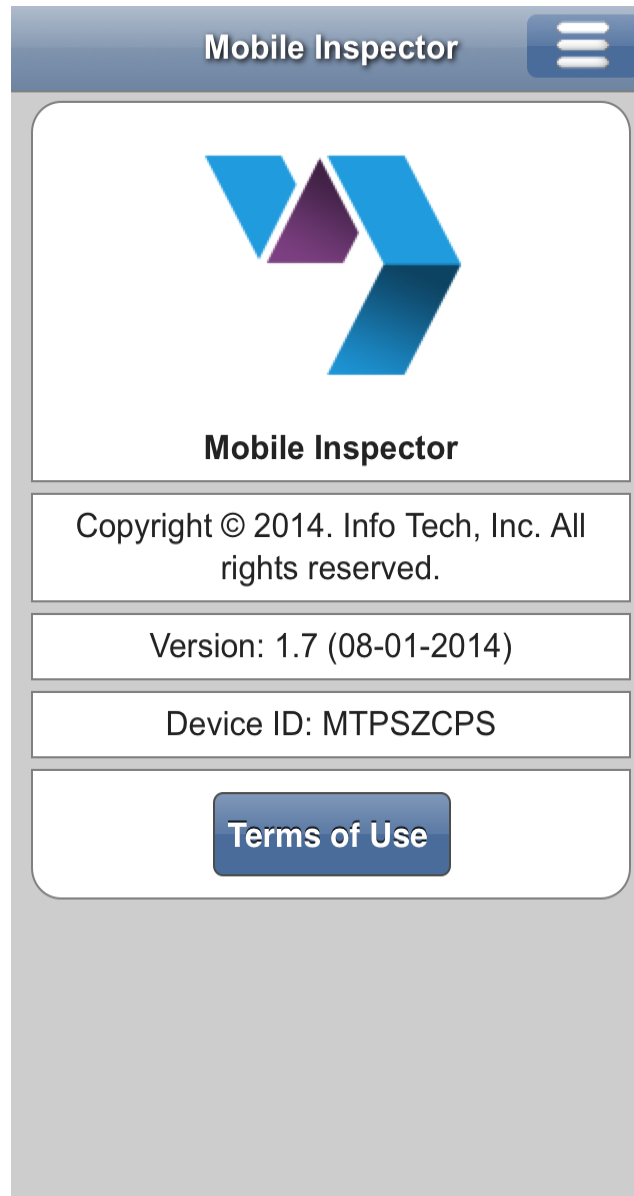 Mobile Inspector
Mobile Inspector
Copyright © 2014. Info Tech, Inc. All
rights reserved.
Version: 1.7 (08-01-2014)
Device ID: MTPSZCPS
Terms of Use